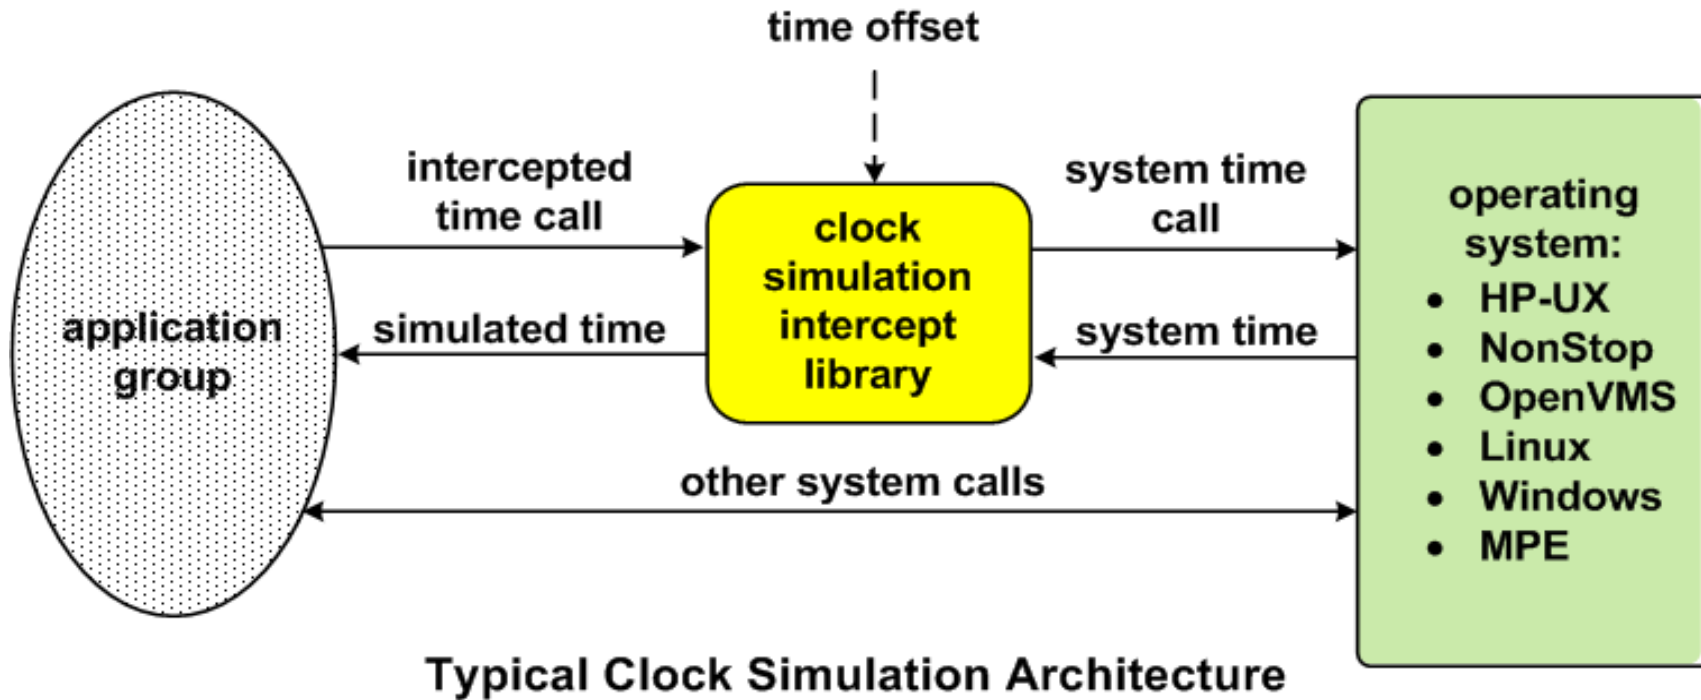 time offset
intercepted
time call
system time
call
clock
simulation
intercept
library
application
group
simulated time
system time
other system calls
operating
system:
• HP-UX
• NonStop
• OpenVMS
• Linux
• Windows
• MPE
Typical Clock Simulation Architecture